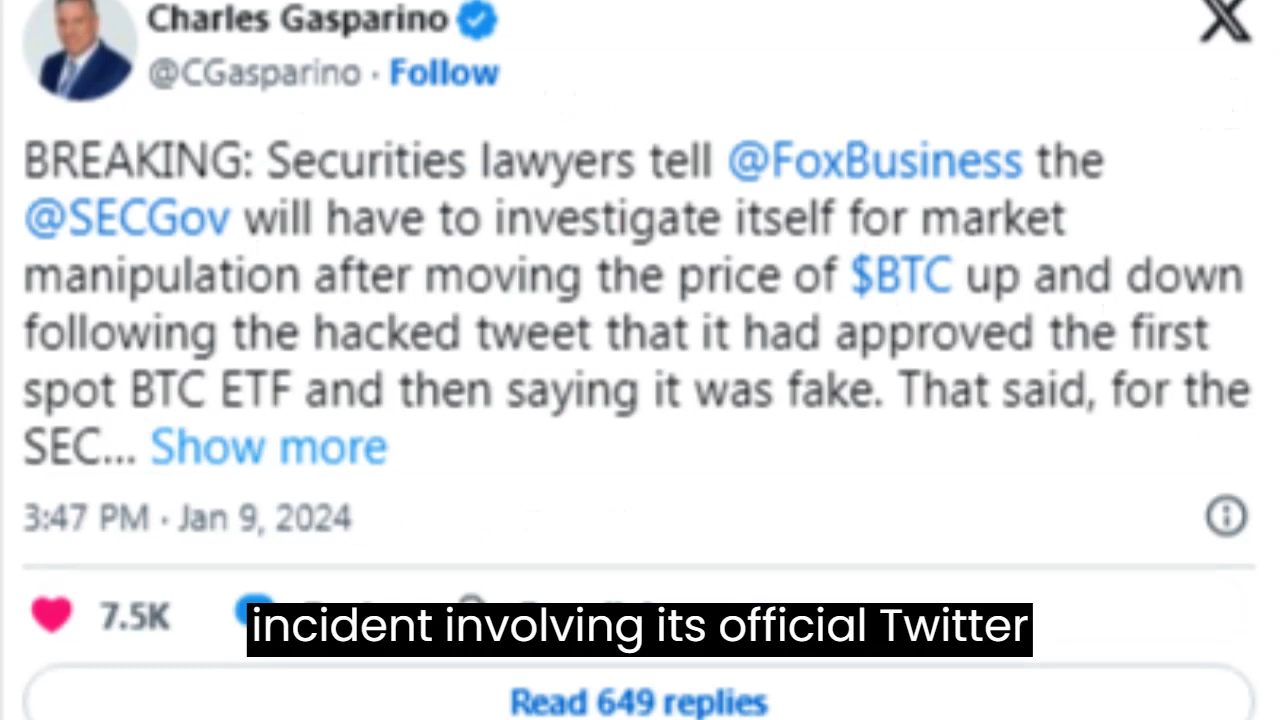 Charles Gasparino
@CGasparino · Follow
BREAKING: Securities lawyers tell @FoxBusiness the
@SECGov will have to investigate itself for market
manipulation after moving the price of $BTC up and down
following the hacked tweet that it had approved the first
spot BTC ETF and then saying it was fake. That said, for the
SEC... Show more
3:47 PM · Jan 9, 2024
7.5K
incident involving its official Twitter
Read 649 replies